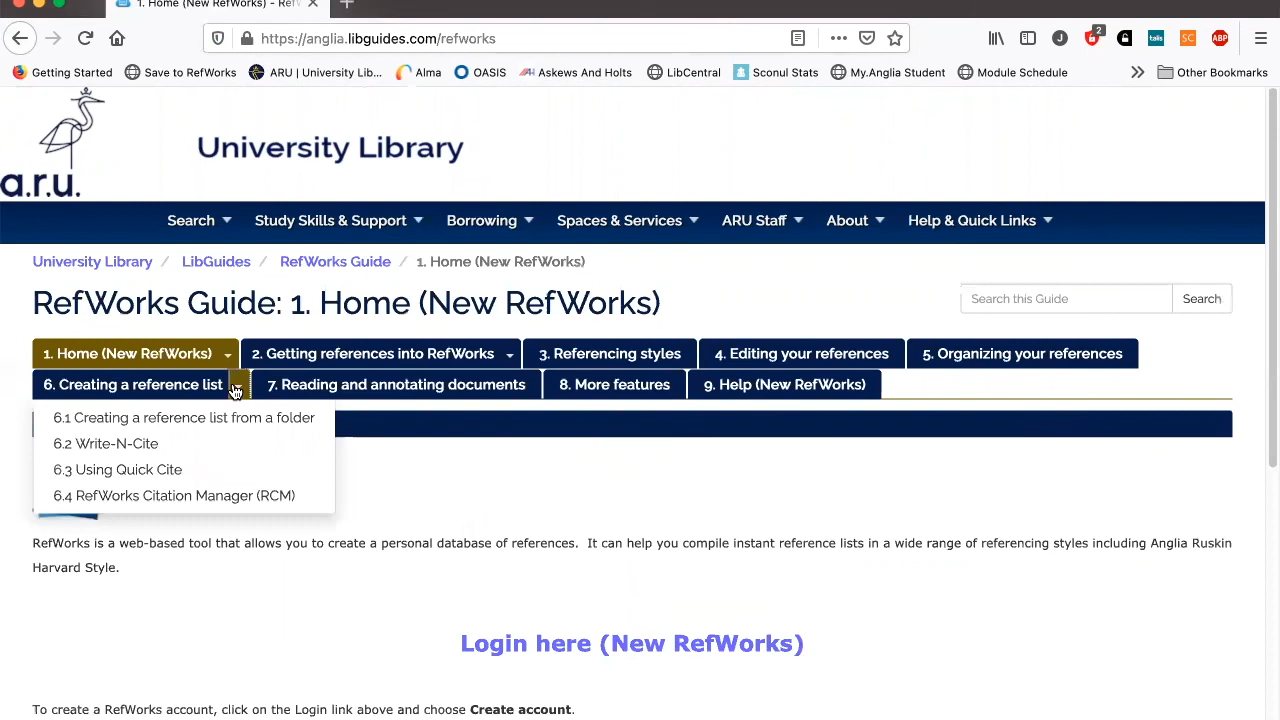 1. Home (New RefWorks) - Ref
https://anglia.libguides.com/refworks
2
J
talis
SC
ABP
Getting Started
Save to RefWorks
ARU | University Lib...
Alma
OASIS
Askews And Holts
LibCentral
Sconul Stats
My.Anglia Student
Module Schedule
Other Bookmarks
a.r.u.
University Library
Search
Study Skills & Support
Borrowing
Spaces & Services
ARU Staff
About
Help & Quick Links
University Library / LibGuides / RefWorks Guide / 1. Home (New RefWorks)
RefWorks Guide: 1. Home (New RefWorks)
Search this Guide
Search
1. Home (New RefWorks)
2. Getting references into RefWorks
3. Referencing styles
4. Editing your references
5. Organizing your references
6. Creating a reference list
7. Reading and annotating documents
8. More features
9. Help (New RefWorks)
6.1 Creating a reference list from a folder
6.2 Write-N-Cite
6.3 Using Quick Cite
6.4 RefWorks Citation Manager (RCM)
RefWorks is a web-based tool that allows you to create a personal database of references. It can help you compile instant reference lists in a wide range of referencing styles including Anglia Ruskin
Harvard Style.
Login here (New RefWorks)
To create a RefWorks account, click on the Login link above and choose Create account.